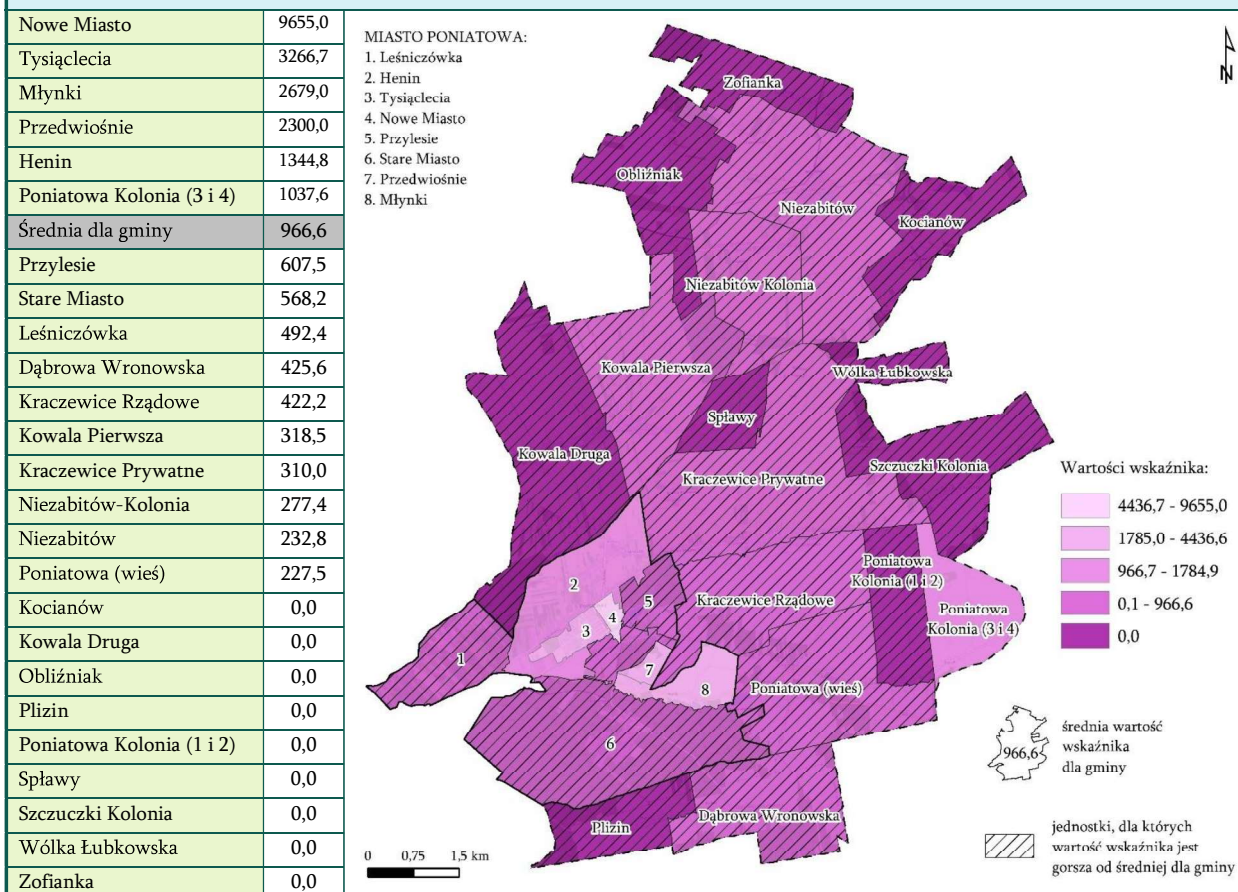 Nowe Miasto 9655,0
Tysiąclecia 3266,7
Młynki 2679,0
Przedwiośnie 2300,0
Henin 1344,8
Poniatowa Kolonia (3 i 4) 1037,6
Średnia dla gminy 966,6
Przylesie 607,5
Stare Miasto 568,2
Leśniczówka 492,4
Dąbrowa Wronowska 425,6
Kraczewice Rządowe 422,2
Kowala Pierwsza 318,5
Kraczewice Prywatne 310,0
Niezabitów-Kolonia 277,4
Niezabitów 232,8
Poniatowa (wieś) 227,5
Kocianów 0,0
Kowala Druga 0,0
Obliźniak 0,0
Plizin 0,0
Poniatowa Kolonia (1 i 2) 0,0
Spławy 0,0
Szczuczki Kolonia 0,0
Wólka Łubkowska 0,0
Zofianka 0,0
MIASTO PONIATOWA:
1. Leśniczówka
2. Henin
3. Tysiąclecia
4. Nowe Miasto
5. Przylesie
6. Stare Miasto
7. Przedwiośnie
8. Młynki
N
Zofianka
Obliźniak
Niezabitów
Kocianów
Niezabitów Kolonia
Kowala Pierwsza
Wólka Łubkowska
Spławy
Kowala Druga
Szczuczki Kolonia
Kraczewice Prywatne
Poniatowa
Kolonia (1 i 2)
2
5
Kraczewice Rządowe
Poniatowa
Kolonia (3 i 4)
4
3
1
7
8
Poniatowa (wieś)
6
Dąbrowa Wronowska
Plizin
0 0,75 1,5 km
Wartości wskaźnika:
4436,7 - 9655,0
1785,0 - 4436,6
966,7 - 1784,9
0,1 - 966,6
0,0
966,6
średnia wartość
wskaźnika
dla gminy
jednostki, dla których
wartość wskaźnika jest
gorsza od średniej dla gminy